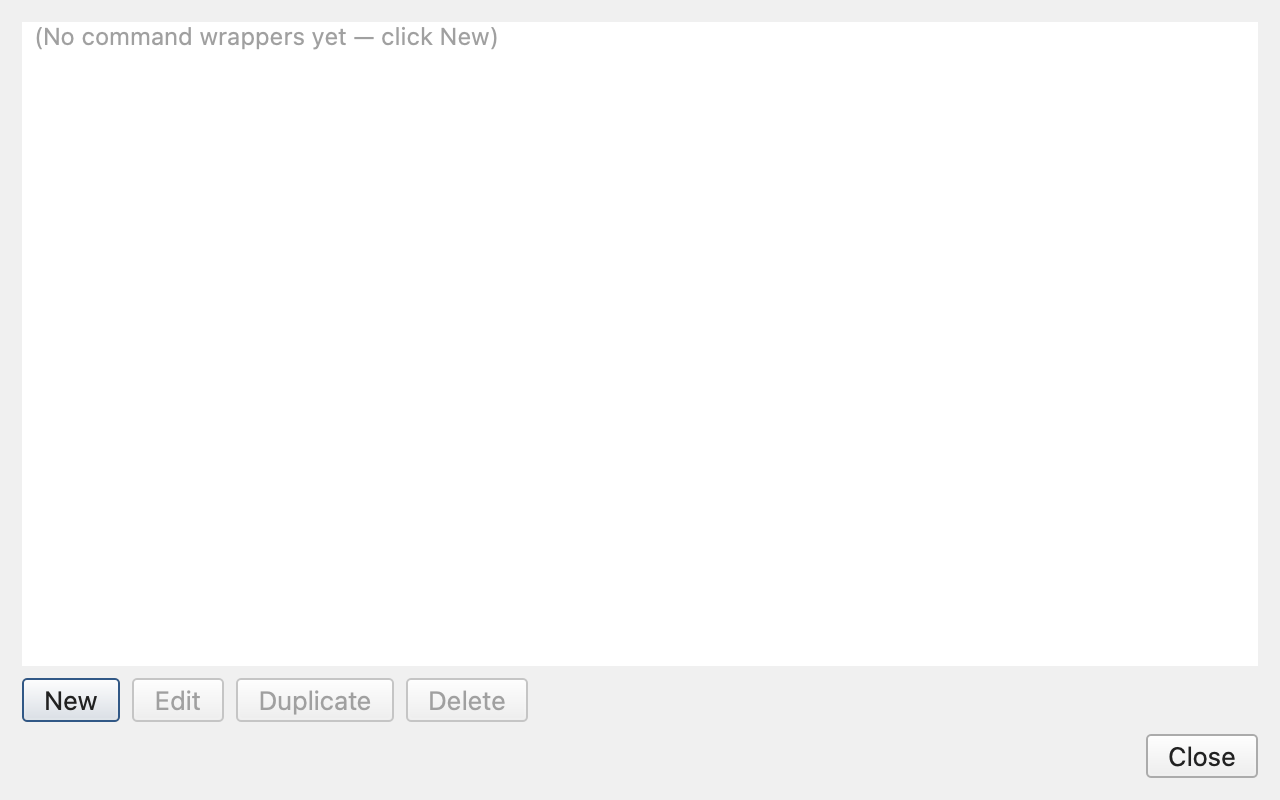 (No command wrappers yet — click New)
New Edit Duplicate Delete
Close